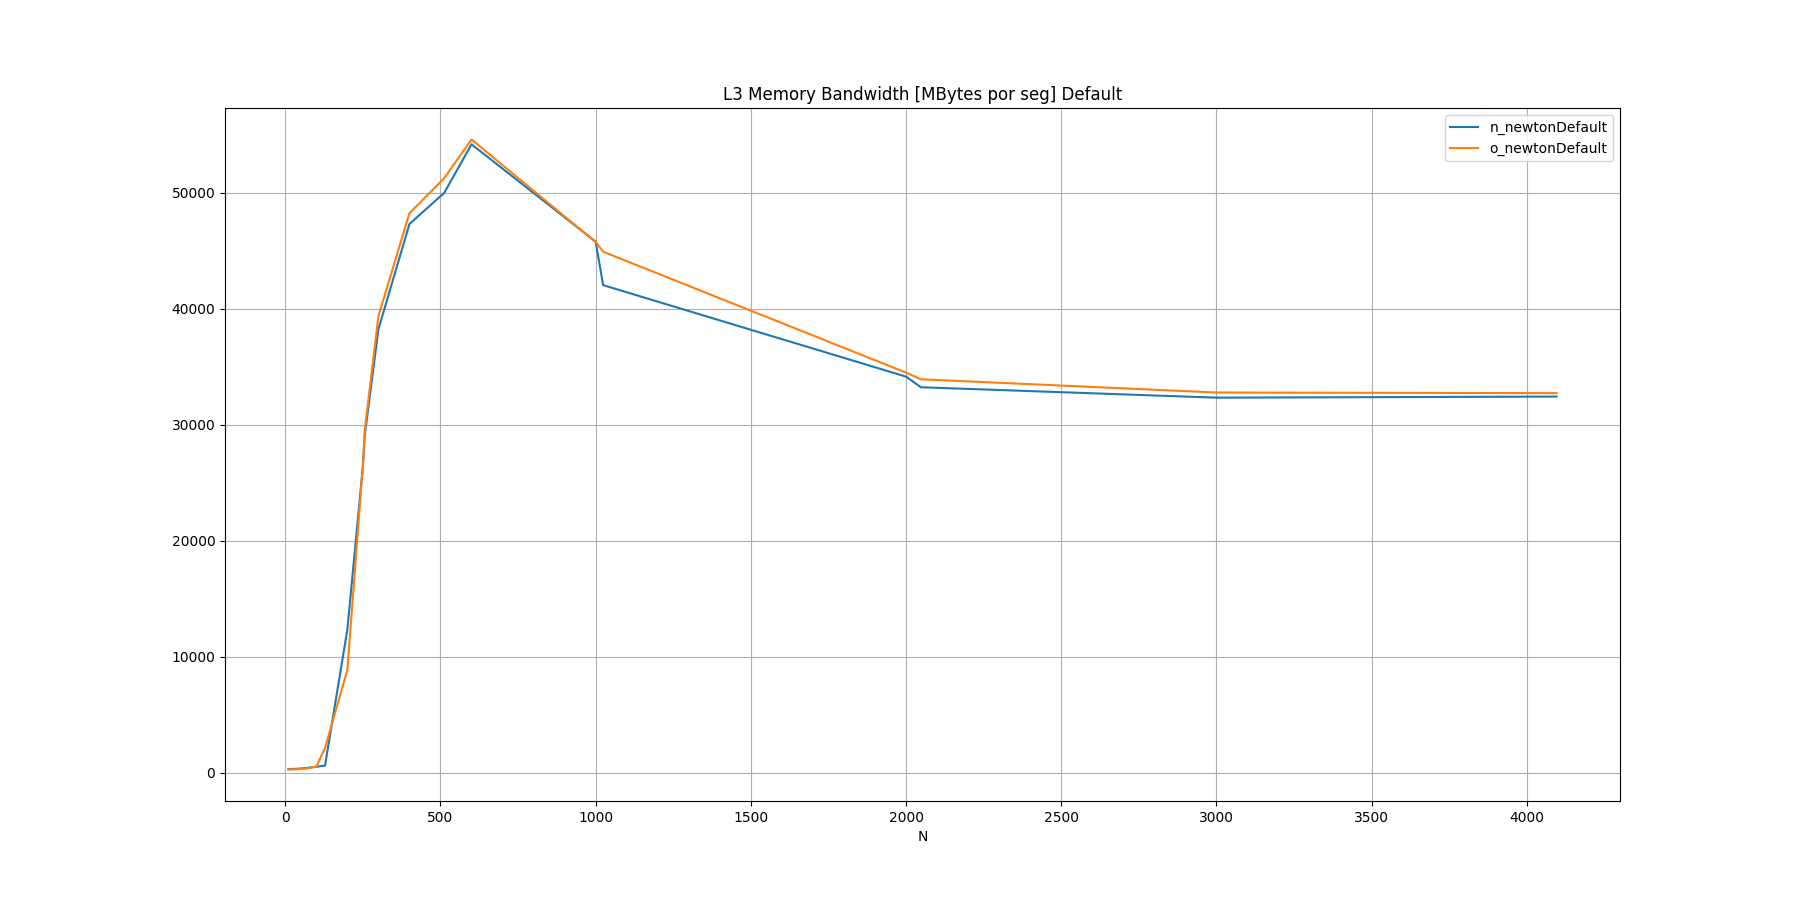 L3 Memory Bandwidth [MBytes por seg] Default
n_newtonDefault
o_newtonDefault
50000
40000
30000
20000
10000
0
0 500 1000 1500 2000 2500 3000 3500 4000
N